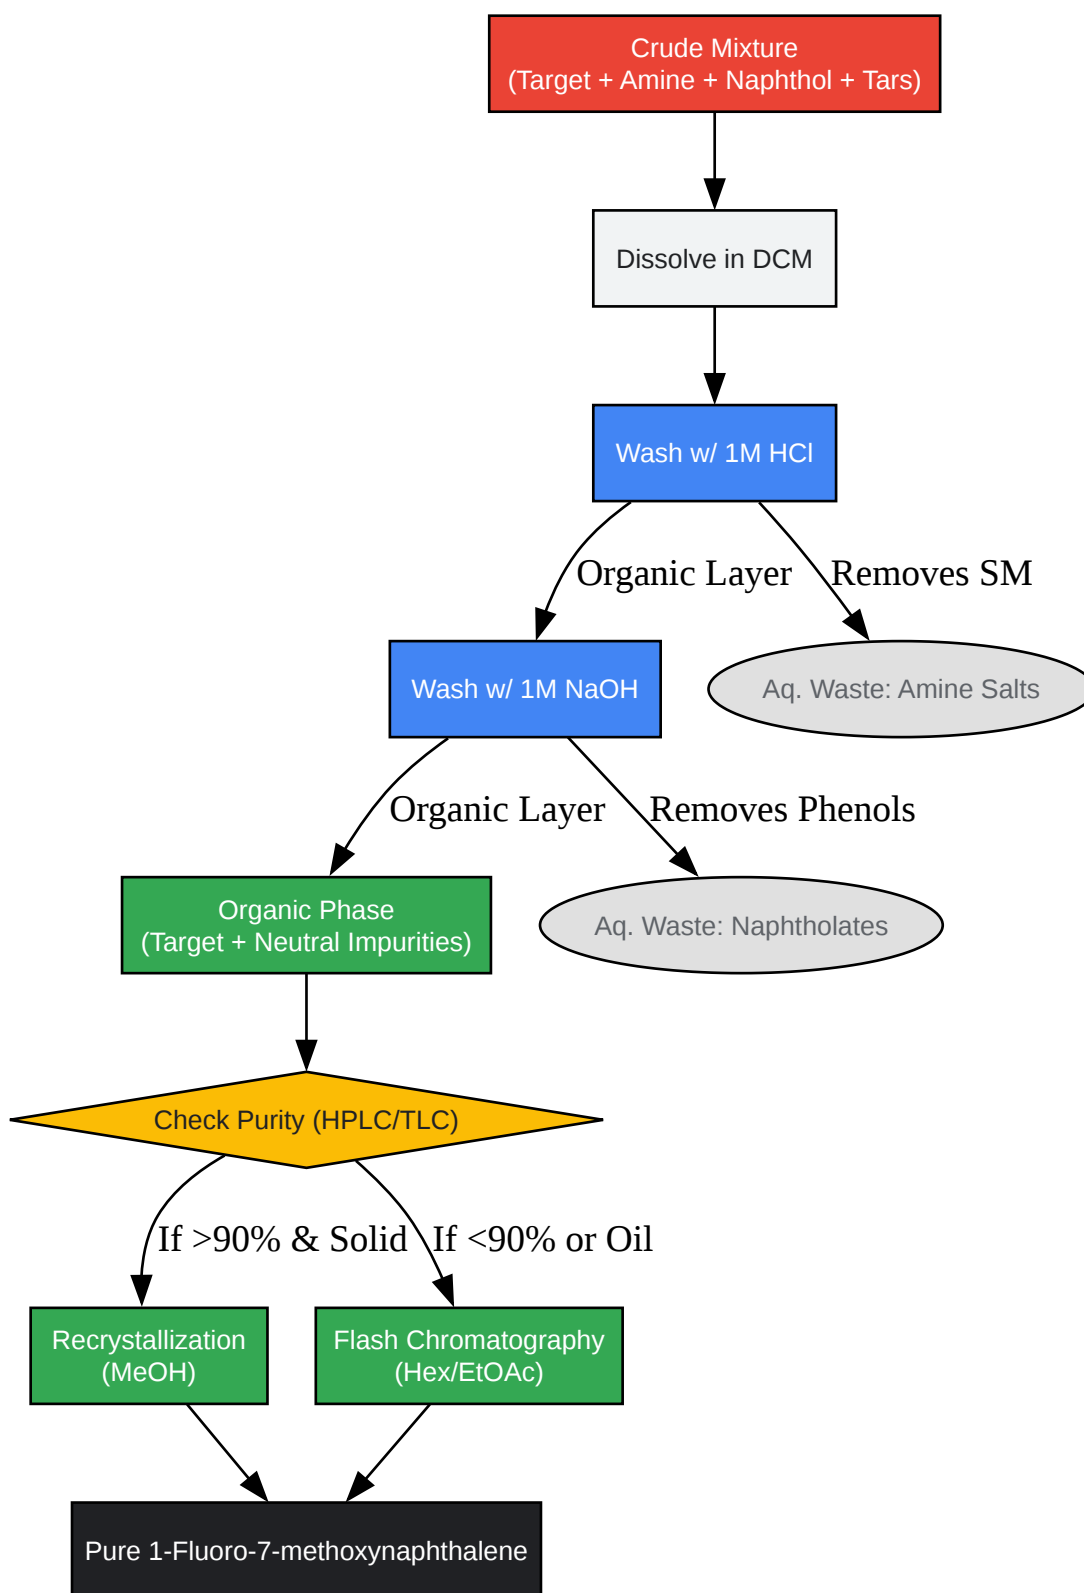 Crude Mixture
(Target + Amine + Naphthol + Tars)
Dissolve in DCM
Wash w/ 1M HCl
Organic Layer
Removes SM
Wash w/ 1M NaOH
Aq. Waste: Amine Salts
Organic Layer
Removes Phenols
Organic Phase
(Target + Neutral Impurities)
Aq. Waste: Naphtholates
Check Purity (HPLC/TLC)
If >90% & Solid
If <90% or Oil
Recrystallization
(MeOH)
Flash Chromatography
(Hex/EtOAc)
Pure 1-Fluoro-7-methoxynaphthalene